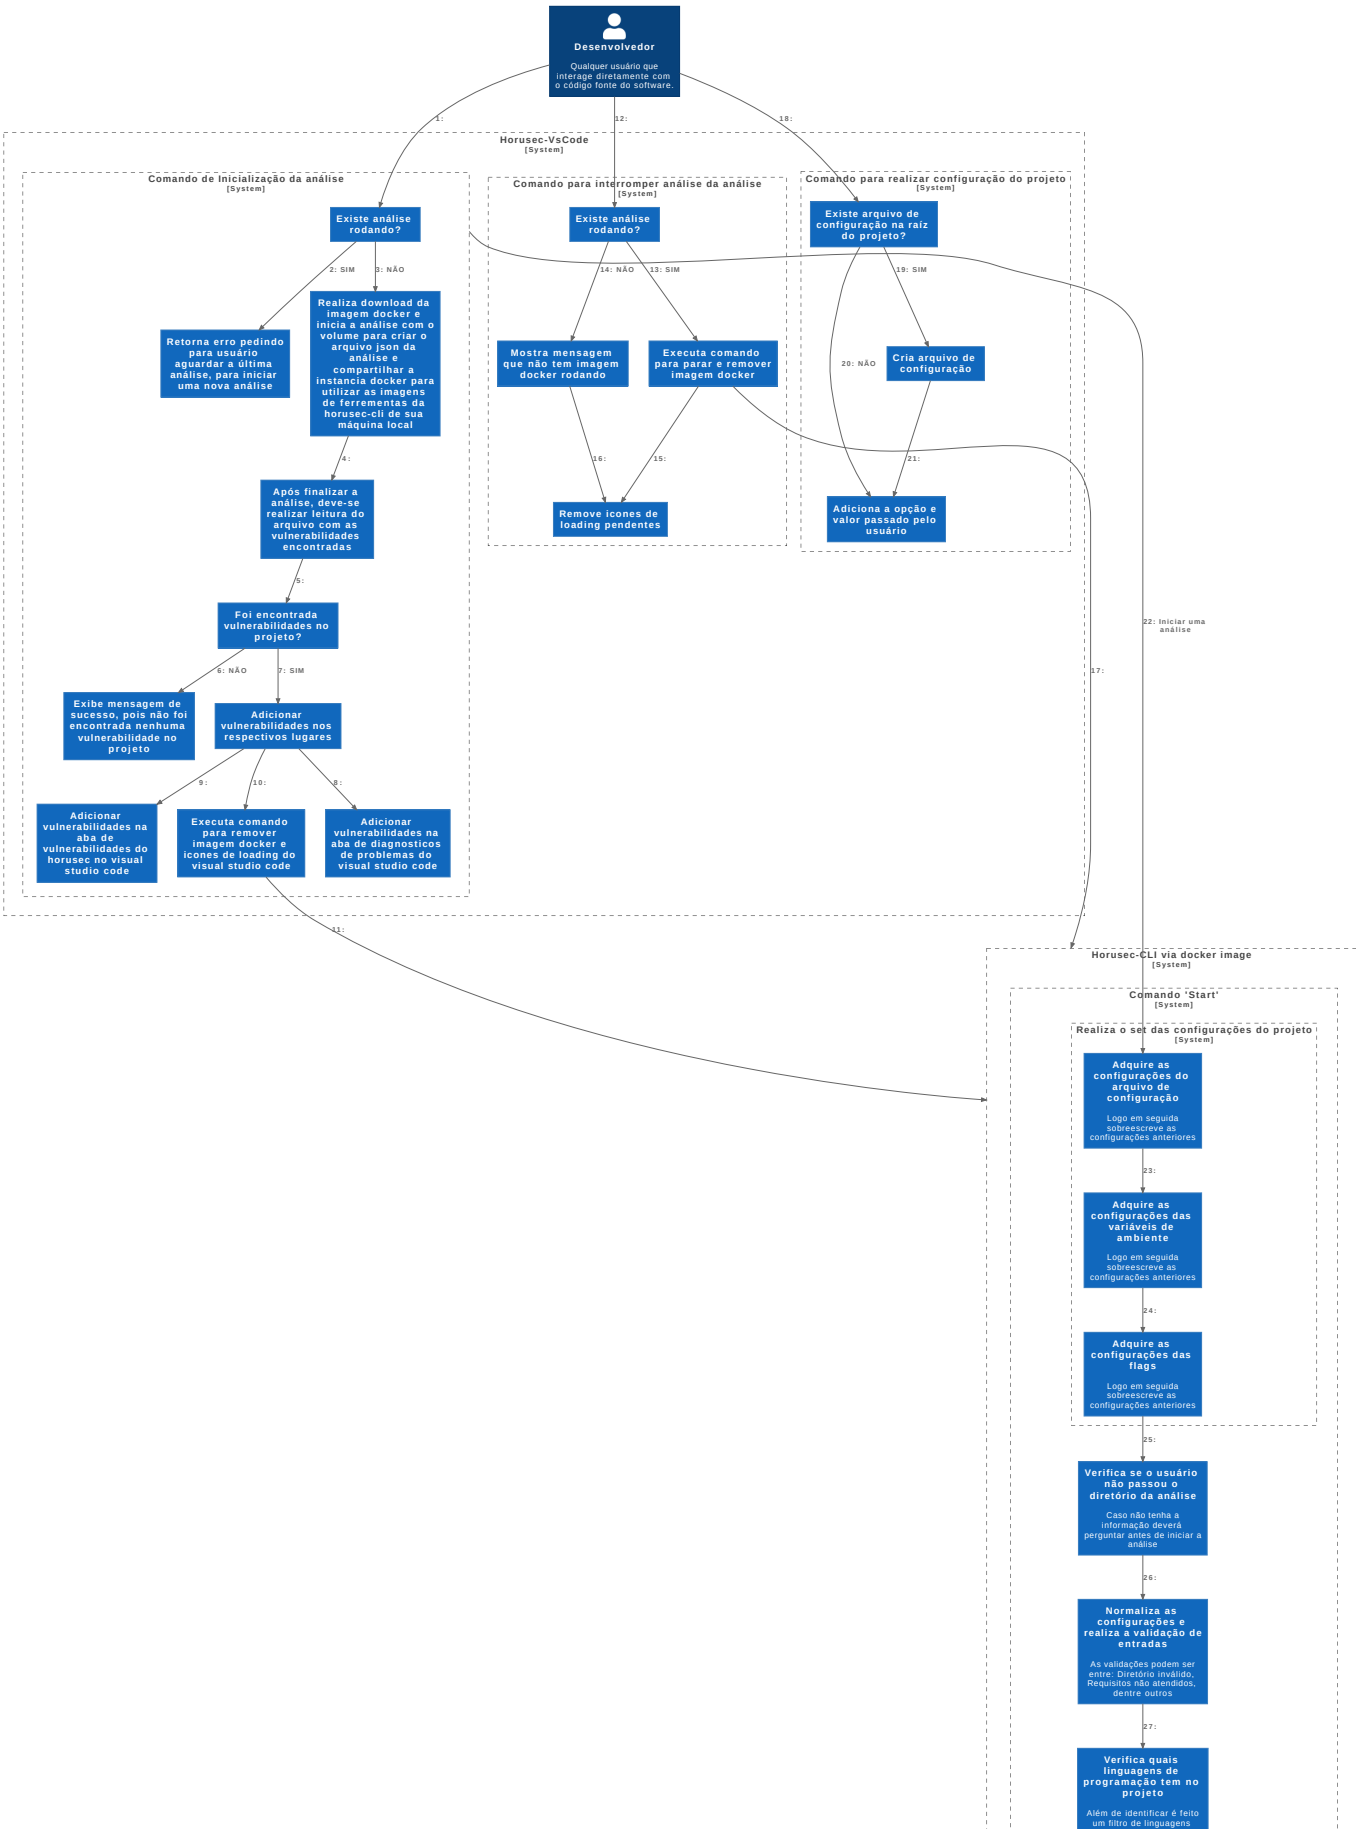 Desenvolvedor
Qualquer usuário que
interage diretamente com
o código fonte do software.
1:
12:
18:
Horusec-VsCode
[System]
Comando de Inicialização da análise
[System]
Existe análise
rodando?
2: SIM
3: NÃO
Retorna erro pedindo
para usuário
aguardar a última
análise, para iniciar
uma nova análise
Realiza download da
imagem docker e
inicia a análise com o
volume para criar o
arquivo json da
análise e
compartilhar a
instancia docker para
utilizar as imagens
de ferrementas da
horusec-cli de sua
máquina local
4:
Após finalizar a
análise, deve-se
realizar leitura do
arquivo com as
vulnerabilidades
encontradas
5:
Foi encontrada
vulnerabilidades no
projeto?
6: NÃO
7: SIM
Exibe mensagem de
sucesso, pois não foi
encontrada nenhuma
vulnerabilidade no
projeto
Adicionar
vulnerabilidades nos
respectivos lugares
9:
10:
8:
Adicionar
vulnerabilidades na
aba de
vulnerabilidades do
horusec no visual
studio code
Executa comando
para remover
imagem docker e
icones de loading do
visual studio code
Adicionar
vulnerabilidades na
aba de diagnosticos
de problemas do
visual studio code
11:
Comando para interromper análise da análise
[System]
Existe análise
rodando?
14: NÃO
13: SIM
Mostra mensagem
que não tem imagem
docker rodando
Executa comando
para parar e remover
imagem docker
16:
15:
Remove icones de
loading pendentes
Comando para realizar configuração do projeto
[System]
Existe arquivo de
configuração na raíz
do projeto?
19: SIM
20: NÃO
Cria arquivo de
configuração
21:
Adiciona a opção e
valor passado pelo
usuário
22: Iniciar uma
análise
17:
Horusec-CLI via docker image
[System]
Comando 'Start'
[System]
Realiza o set das configurações do projeto
[System]
Adquire as
configurações do
arquivo de
configuração
Logo em seguida
sobreescreve as
configurações anteriores
23:
Adquire as
configurações das
variáveis de
ambiente
Logo em seguida
sobreescreve as
configurações anteriores
24:
Adquire as
configurações das
flags
Logo em seguida
sobreescreve as
configurações anteriores
25:
Verifica se o usuário
não passou o
diretório da análise
Caso não tenha a
informação deverá
perguntar antes de iniciar a
análise
26:
Normaliza as
configurações e
realiza a validação de
entradas
As validações podem ser
entre: Diretório inválido,
Requisitos não atendidos,
dentre outros
27:
Verifica quais
linguagens de
programação tem no
projeto
Além de identificar é feito
um filtro de linguagens